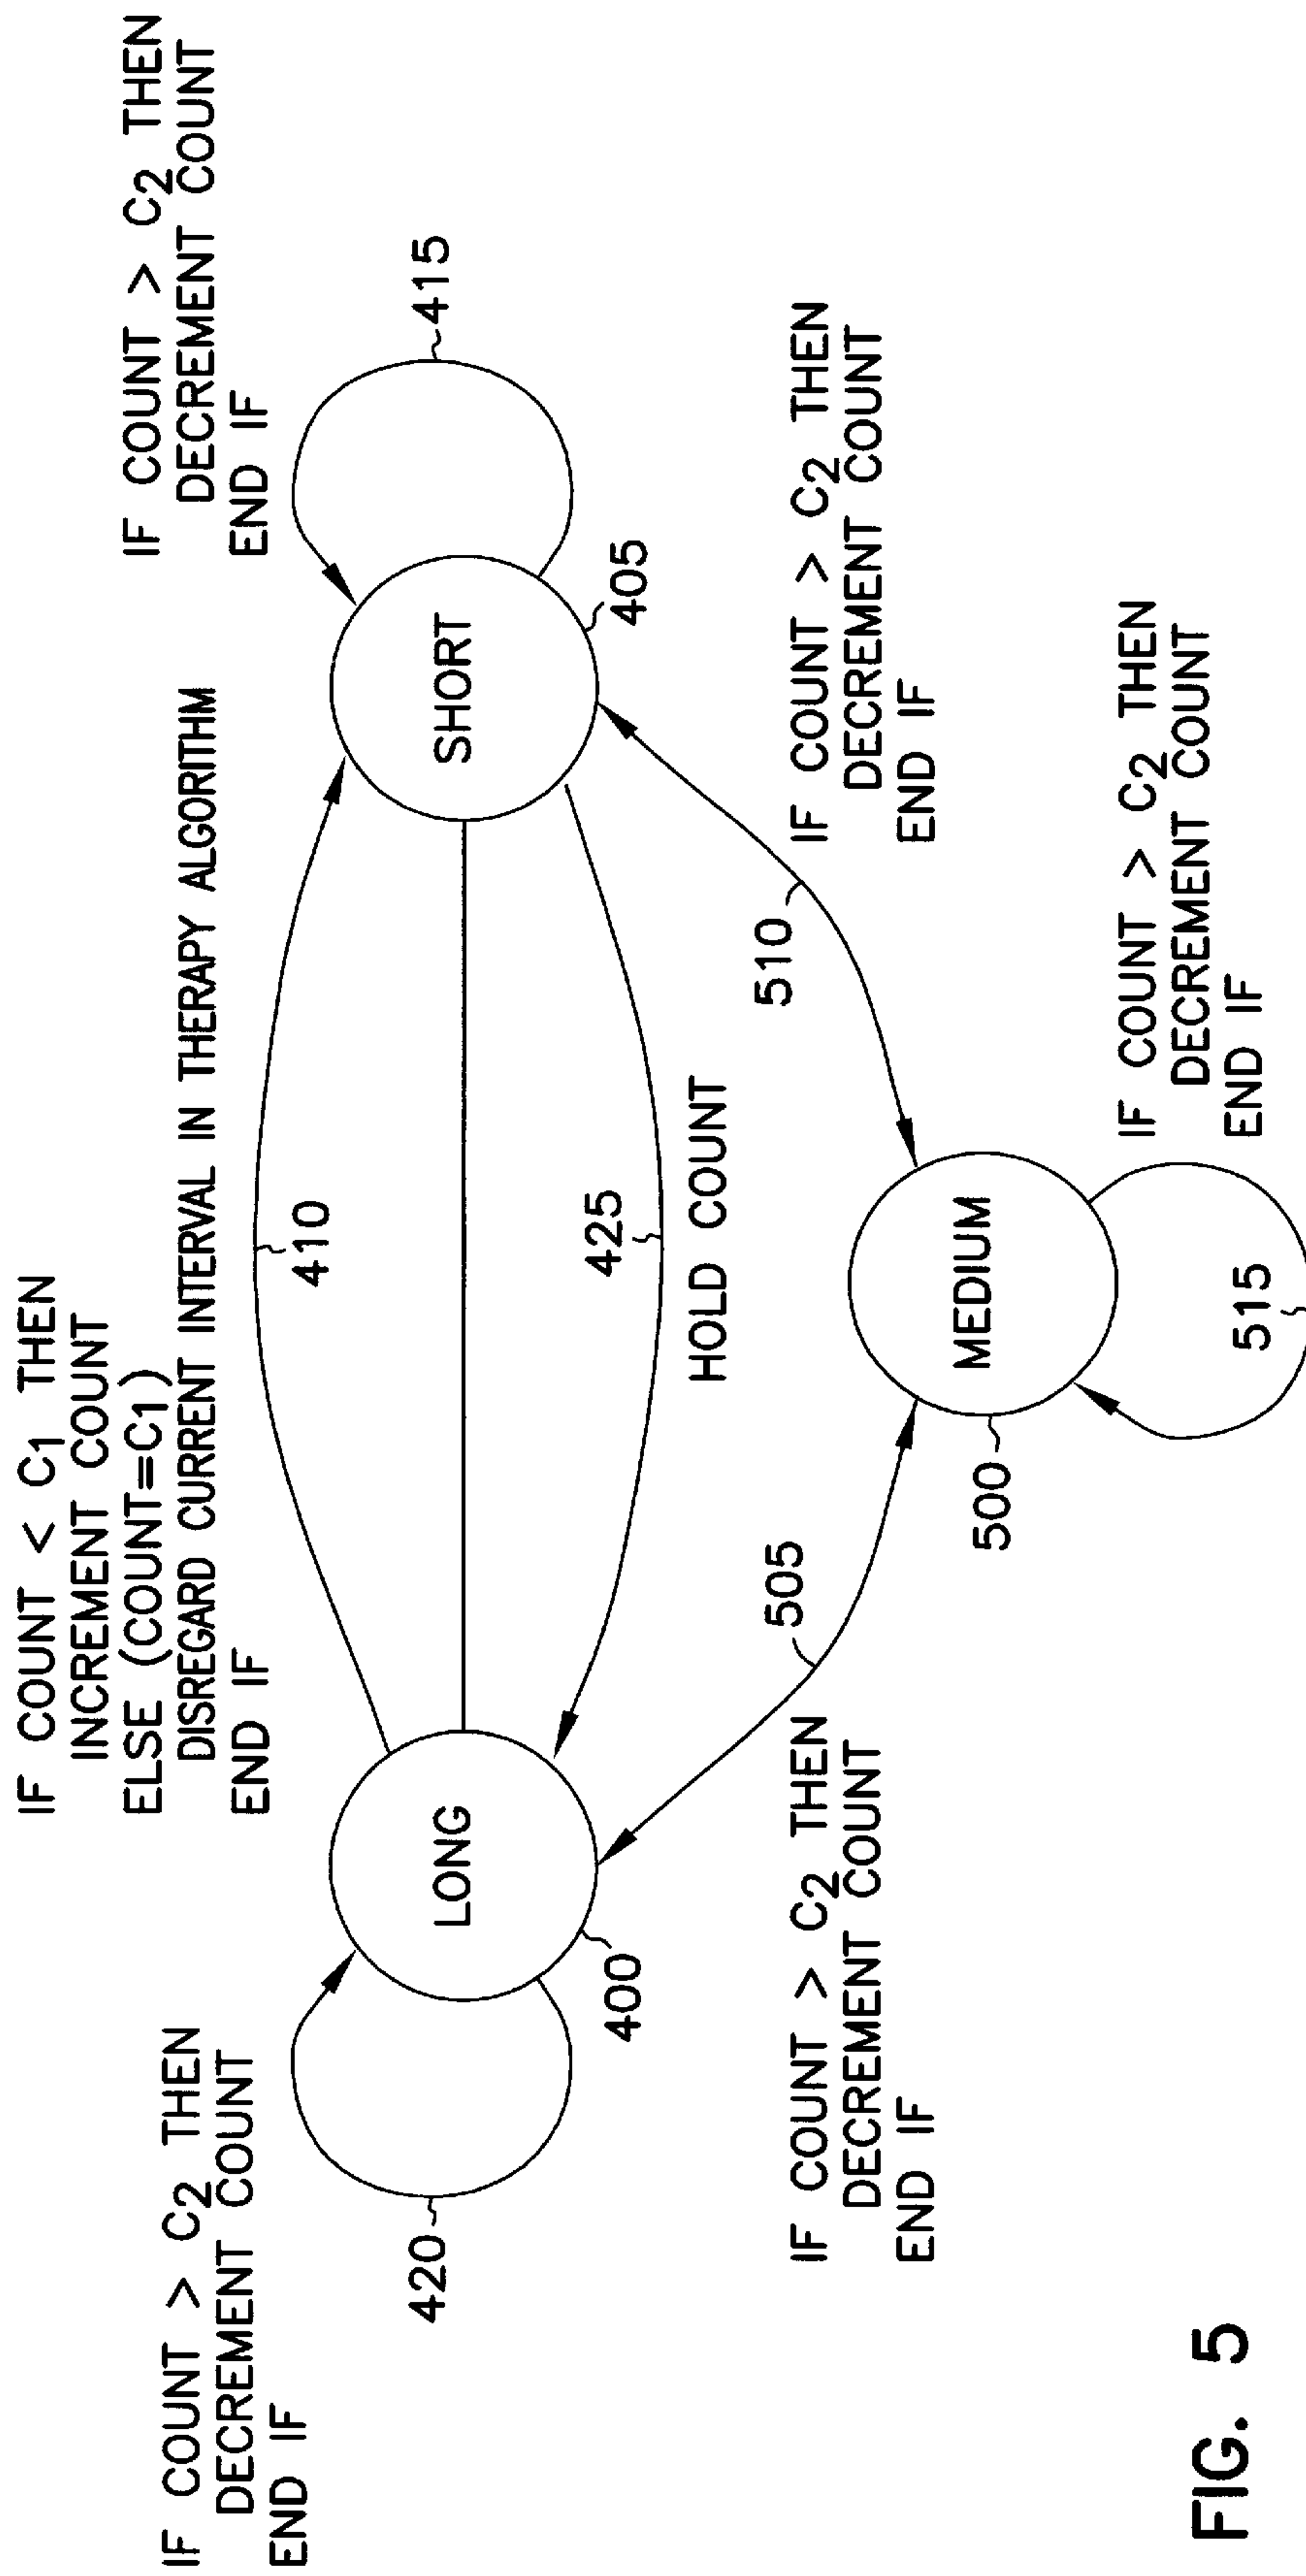 IF COUNT < C1 THEN
INCREMENT COUNT
ELSE (COUNT=C1)
DISREGARD CURRENT INTERVAL IN THERAPY ALGORITHM
END IF
IF COUNT > C2 THEN
DECREMENT COUNT
END IF
IF COUNT > C2 THEN
DECREMENT COUNT
END IF
410
420
LONG
SHORT
415
400
425
405
HOLD COUNT
505
510
IF COUNT > C2 THEN
DECREMENT COUNT
END IF
IF COUNT > C2 THEN
DECREMENT COUNT
END IF
MEDIUM
500
IF COUNT > C2 THEN
DECREMENT COUNT
END IF
515
FIG. 5